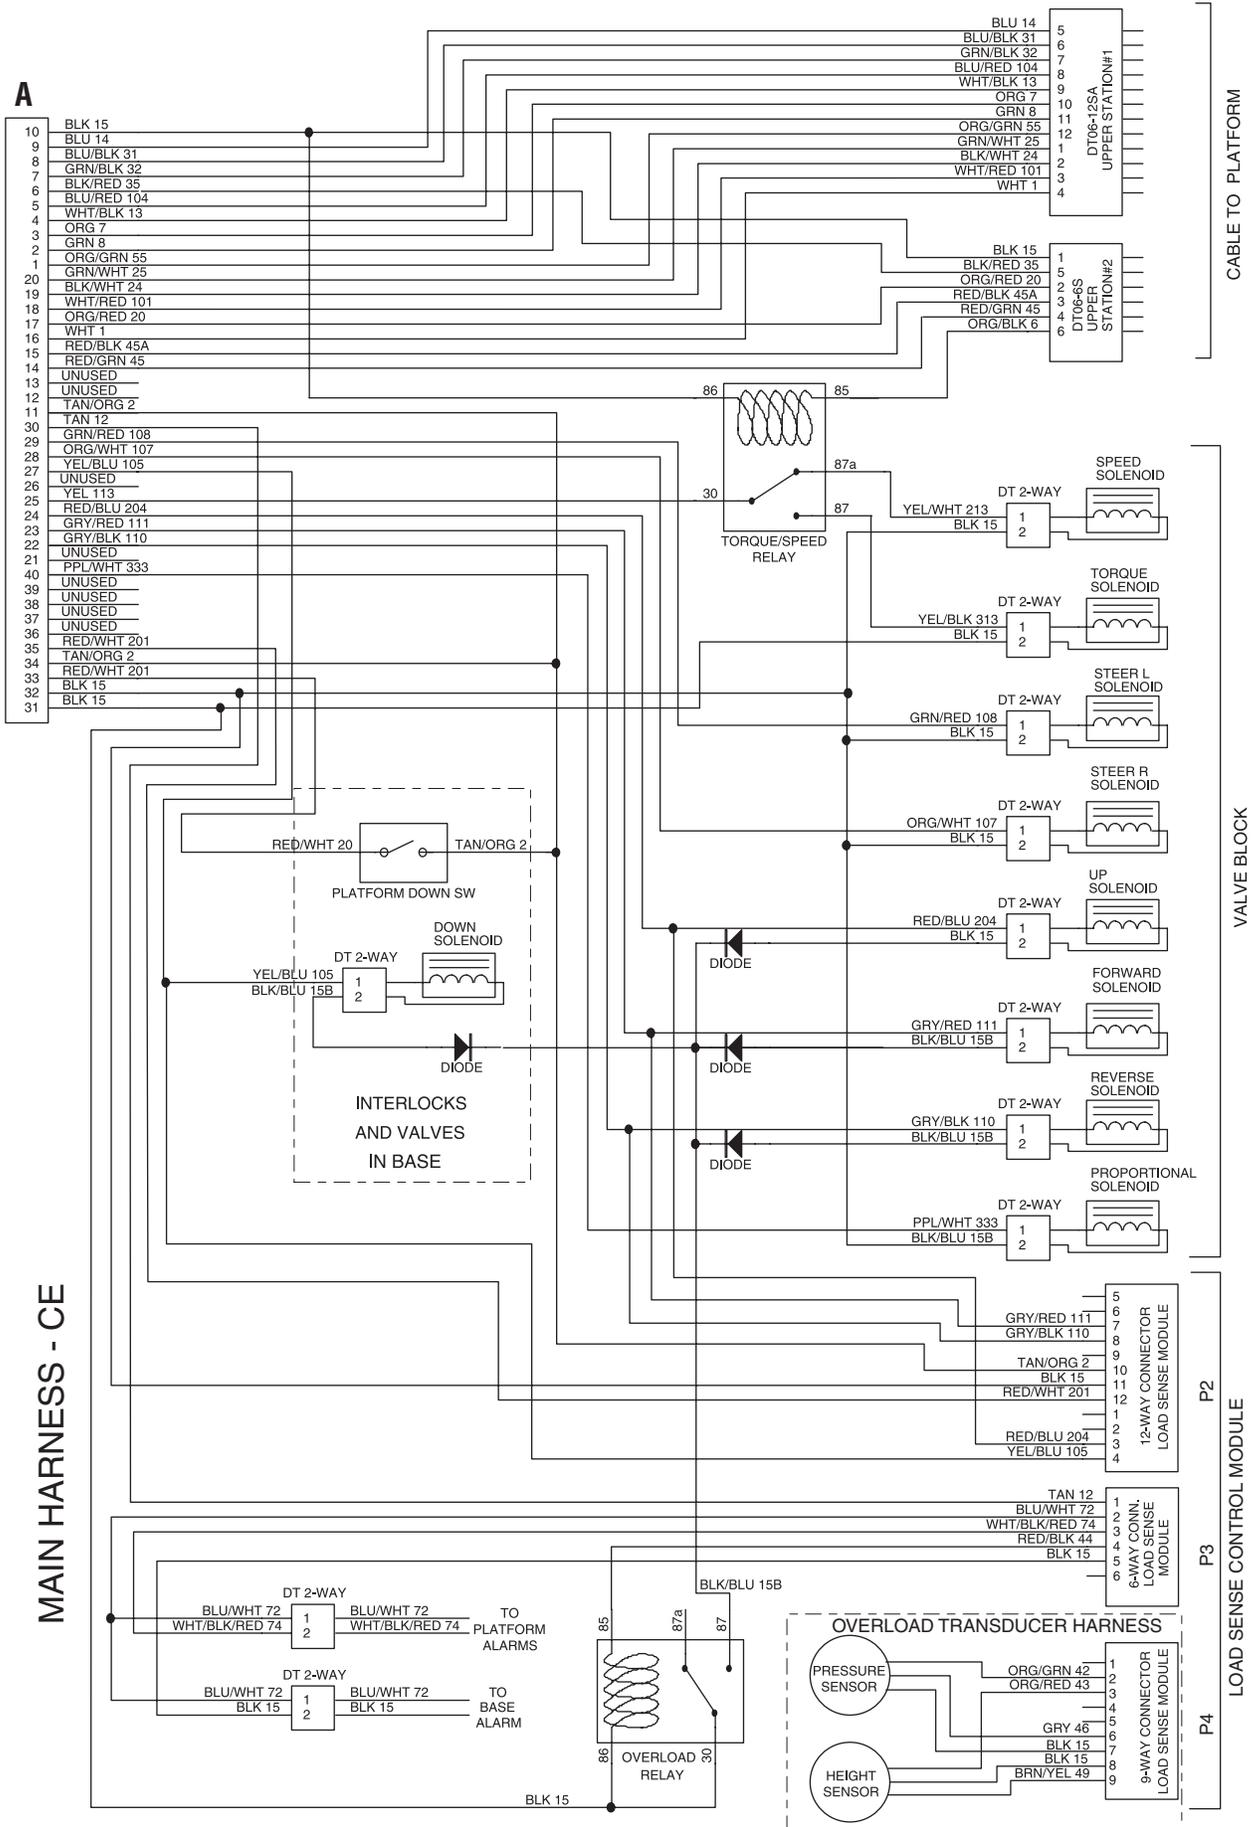 A
10 BLK 15
9 BLU 14
8 BLU/BLK 31
7 GRN/BLK 32
6 BLK/RED 35
5 BLU/RED 104
4 WHT/BLK 13
3 ORG 7
2 GRN 8
1 ORG/GRN 55
20 GRN/WHT 25
19 BLK/WHT 24
18 WHT/RED 101
17 ORG/RED 20
16 WHT 1
15 RED/BLK 45A
14 RED/GRN 45
13 UNUSED
12 UNUSED
11 TAN/ORG 2
30 TAN 12
29 GRN/RED 108
28 ORG/WHT 107
27 YEL/BLU 105
26 UNUSED
25 YEL 113
24 RED/BLU 204
23 GRY/RED 111
22 GRY/BLK 110
21 UNUSED
40 PPL/WHT 333
39 UNUSED
38 UNUSED
37 UNUSED
36 UNUSED
35 RED/WHT 201
34 TAN/ORG 2
33 RED/WHT 201
32 BLK 15
31 BLK 15
BLU 14 5
BLU/BLK 31 6
GRN/BLK 32 7
BLU/RED 104 8
WHT/BLK 13 9
ORG 7 10
GRN 8 11
ORG/GRN 55 12
GRN/WHT 25 1
BLK/WHT 24 2
WHT/RED 101 3
WHT 1 4
DT06-12SA
UPPER STATION#1
BLK 15 1
BLK/RED 35 5
ORG/RED 20 2
RED/BLK 45A 3
RED/GRN 45 4
ORG/BLK 6 6
DT06-6S
UPPER
STATION#2
CABLE TO PLATFORM
86 85
87a
30
87
TORQUE/SPEED
RELAY
SPEED
SOLENOID
DT 2-WAY
YEL/WHT 213 1
BLK 15 2
TORQUE
SOLENOID
DT 2-WAY
YEL/BLK 313 1
BLK 15 2
STEER L
SOLENOID
DT 2-WAY
GRN/RED 108 1
BLK 15 2
STEER R
SOLENOID
DT 2-WAY
ORG/WHT 107 1
BLK 15 2
UP
SOLENOID
DT 2-WAY
RED/BLU 204 1
BLK 15 2
DIODE
FORWARD
SOLENOID
DT 2-WAY
GRY/RED 111 1
BLK/BLU 15B 2
DIODE
REVERSE
SOLENOID
DT 2-WAY
GRY/BLK 110 1
BLK/BLU 15B 2
DIODE
PROPORTIONAL
SOLENOID
DT 2-WAY
PPL/WHT 333 1
BLK/BLU 15B 2
VALVE BLOCK
RED/WHT 20 TAN/ORG 2
PLATFORM DOWN SW
DOWN
SOLENOID
DT 2-WAY
YEL/BLU 105 1
BLK/BLU 15B 2
DIODE
INTERLOCKS
AND VALVES
IN BASE
MAIN HARNESS - CE
5
6
GRY/RED 111 7
GRY/BLK 110 8
9
TAN/ORG 2 10
BLK 15 11
RED/WHT 201 12
1
2
RED/BLU 204 3
YEL/BLU 105 4
12-WAY CONNECTOR
LOAD SENSE MODULE
P2
TAN 12 1
BLU/WHT 72 2
WHT/BLK/RED 74 3
RED/BLK 44 4
BLK 15 5
6
6-WAY CONN.
LOAD SENSE
MODULE
P3
LOAD SENSE CONTROL MODULE
DT 2-WAY
BLU/WHT 72 1 BLU/WHT 72
WHT/BLK/RED 74 2 WHT/BLK/RED 74
TO
PLATFORM
ALARMS
DT 2-WAY
BLU/WHT 72 1 BLU/WHT 72
BLK 15 2 BLK 15
TO
BASE
ALARM
BLK/BLU 15B
85 87a 87
86 30
OVERLOAD
RELAY
BLK 15
OVERLOAD TRANSDUCER HARNESS
PRESSURE
SENSOR
HEIGHT
SENSOR
1
ORG/GRN 42 2
ORG/RED 43 3
4
5
GRY 46 6
BLK 15 7
BLK 15 8
BRN/YEL 49 9
9-WAY CONNECTOR
LOAD SENSE MODULE
P4